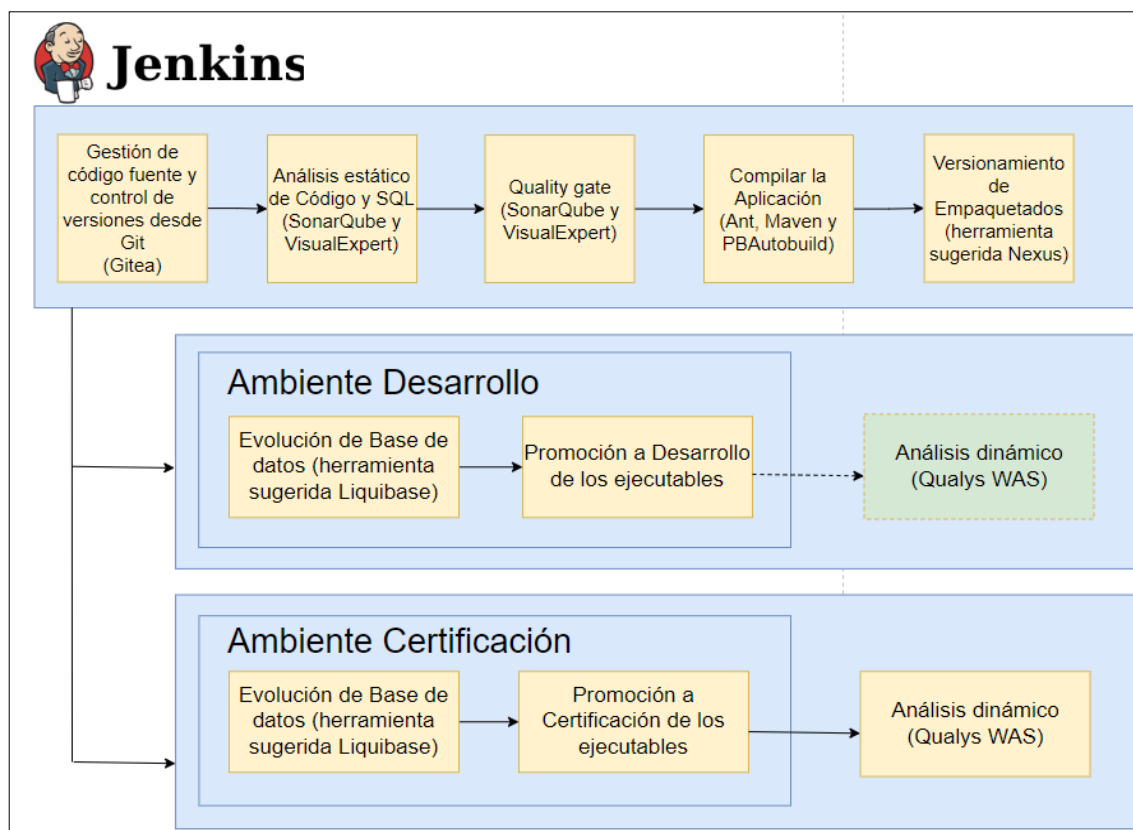 Jenkins
Gestión de
código fuente y
control de
versiones desde
Git
(Gitea)
Análisis estático
de Código y SQL
(SonarQube y
VisualExpert)
Quality gate
(SonarQube y
VisualExpert)
Compilar la
Aplicación
(Ant, Maven y
PBAutobuild)
Versionamiento
de
Empaquetados
(herramienta
sugerida Nexus)
Ambiente Desarrollo
Evolución de Base de
datos (herramienta
sugerida Liquibase)
Promoción a Desarrollo
de los ejecutables
Análisis dinámico
(Qualys WAS)
Ambiente Certificación
Evolución de Base de
datos (herramienta
sugerida Liquibase)
Promoción a
Certificación de los
ejecutables
Análisis dinámico
(Qualys WAS)